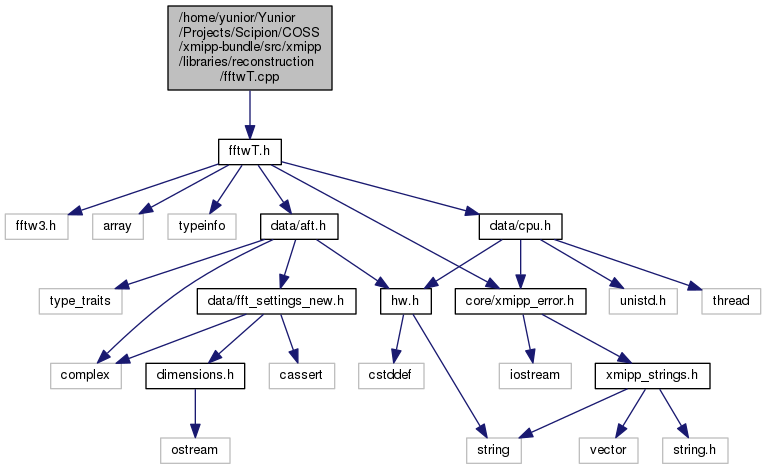 /home/yunior/Yunior
/Projects/Scipion/COSS
/xmipp-bundle/src/xmipp
/libraries/reconstruction
/fftwT.cpp
fftwT.h
fftw3.h
array
typeinfo
data/aft.h
data/cpu.h
type_traits
data/fft_settings_new.h
hw.h
core/xmipp_error.h
unistd.h
thread
complex
dimensions.h
cassert
cstddef
iostream
xmipp_strings.h
ostream
string
vector
string.h